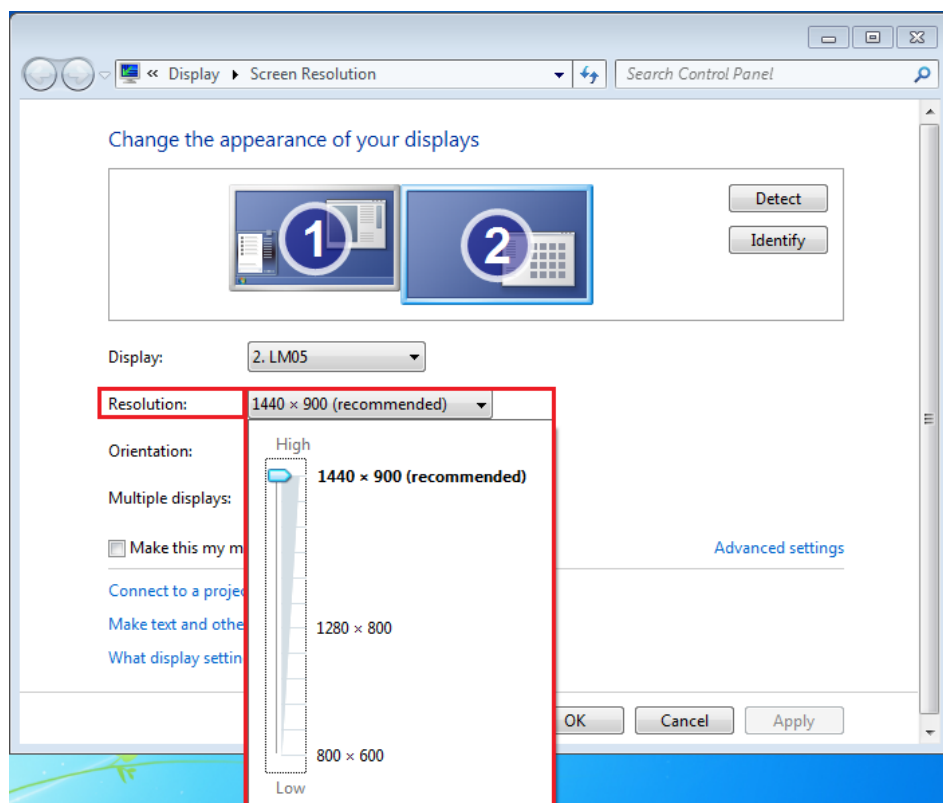 « Display ▸ Screen Resolution
Search Control Panel
Change the appearance of your displays
1
2
Detect
Identify
Display:
2. LM05
Resolution:
1440 × 900 (recommended)
High
Orientation:
1440 × 900 (recommended)
Multiple displays:
Make this my m
Advanced settings
Connect to a projec
Make text and othe
1280 × 800
What display settin
OK
Cancel
Apply
800 × 600
Low